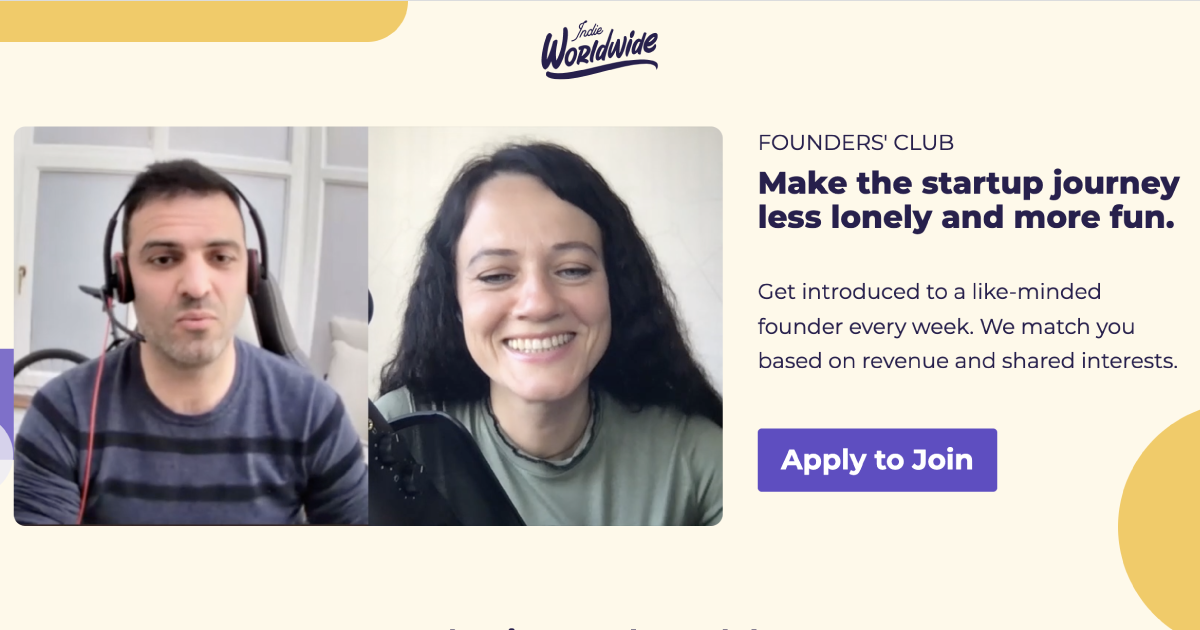 Indie
Worldwide
FOUNDERS' CLUB
Make the startup journey
less lonely and more fun.
Get introduced to a like-minded
founder every week. We match you
based on revenue and shared interests.
Apply to Join